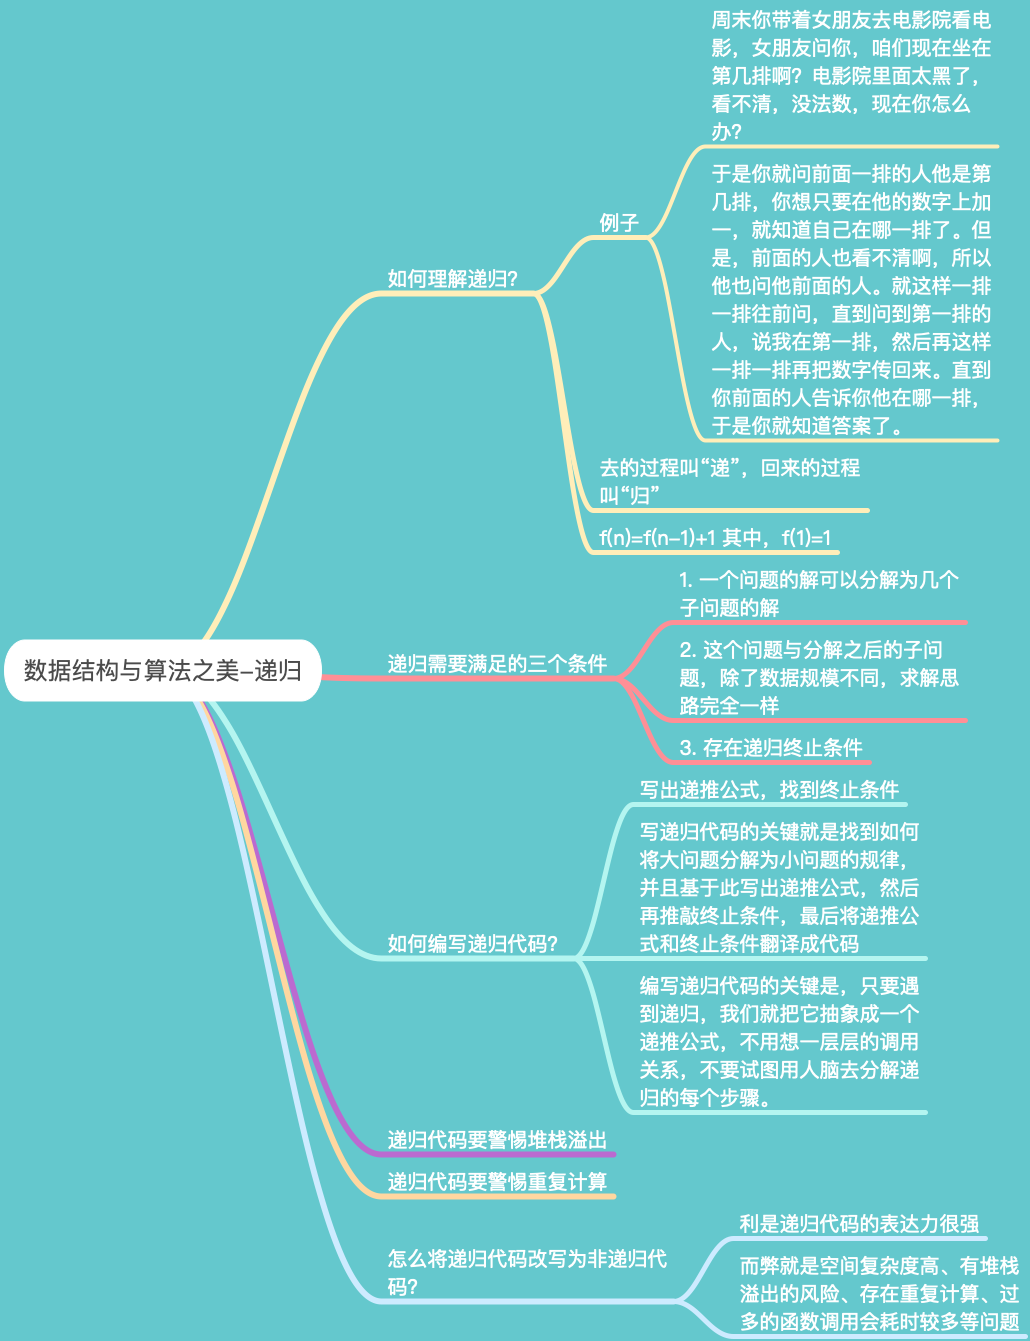 数据结构与算法之美-递归
如何理解递归？
例子
周末你带着女朋友去电影院看电
影，女朋友问你，咱们现在坐在
第几排啊？电影院里面太黑了，
看不清，没法数，现在你怎么
办？
于是你就问前面一排的人他是第
几排，你想只要在他的数字上加
一，就知道自己在哪一排了。但
是，前面的人也看不清啊，所以
他也问他前面的人。就这样一排
一排往前问，直到问到第一排的
人，说我在第一排，然后再这样
一排一排再把数字传回来。直到
你前面的人告诉你他在哪一排，
于是你就知道答案了。
去的过程叫“递”，回来的过程
叫“归”
f(n)=f(n-1)+1 其中，f(1)=1
递归需要满足的三个条件
1. 一个问题的解可以分解为几个
子问题的解
2. 这个问题与分解之后的子问
题，除了数据规模不同，求解思
路完全一样
3. 存在递归终止条件
如何编写递归代码？
写出递推公式，找到终止条件
写递归代码的关键就是找到如何
将大问题分解为小问题的规律，
并且基于此写出递推公式，然后
再推敲终止条件，最后将递推公
式和终止条件翻译成代码
编写递归代码的关键是，只要遇
到递归，我们就把它抽象成一个
递推公式，不用想一层层的调用
关系，不要试图用人脑去分解递
归的每个步骤。
递归代码要警惕堆栈溢出
递归代码要警惕重复计算
怎么将递归代码改写为非递归代
码？
利是递归代码的表达力很强
而弊就是空间复杂度高、有堆栈
溢出的风险、存在重复计算、过
多的函数调用会耗时较多等问题